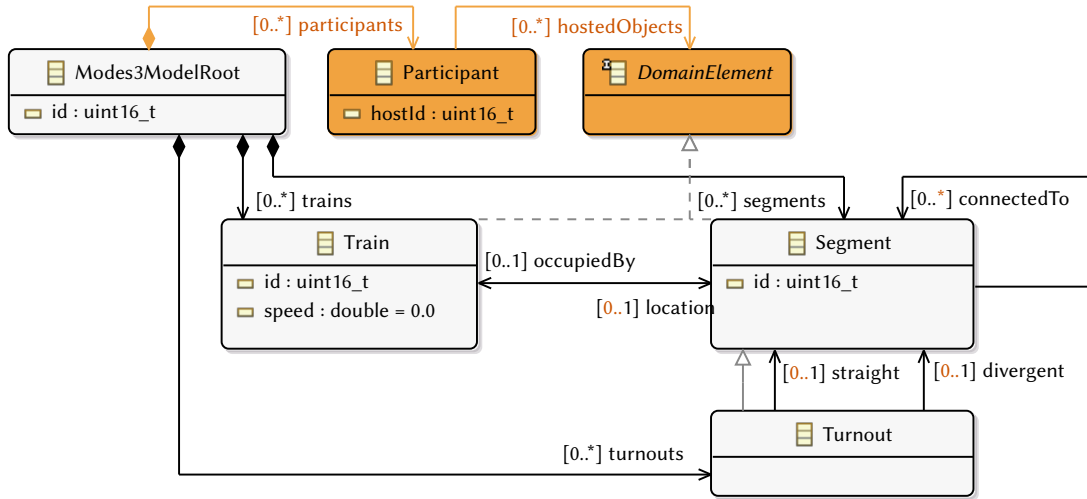 [0..*] participants
[0..*] hostedObjects
Modes3ModelRoot
id : uint16_t
Participant
hostId : uint16_t
DomainElement
[0..*] trains
[0..*] segments
[0..*] connectedTo
Train
id : uint16_t
speed : double = 0.0
[0..1] occupiedBy
[0..1] location
Segment
id : uint16_t
[0..1] straight
[0..1] divergent
Turnout
[0..*] turnouts